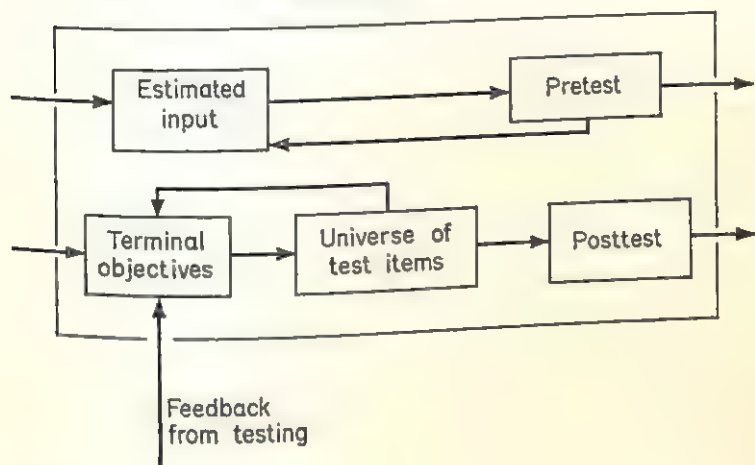 Estimated
input
Pretest
Terminal
objectives
Universe of
test items
Posttest
Feedback
from testing